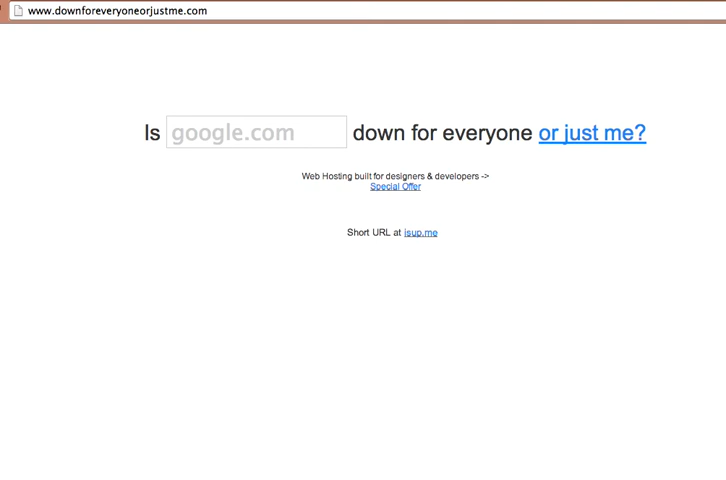 www.downforeveryoneorjustme.com
Is google.com down for everyone or just me?
Web Hosting built for designers & developers ->
Special Offer
Short URL at isup.me